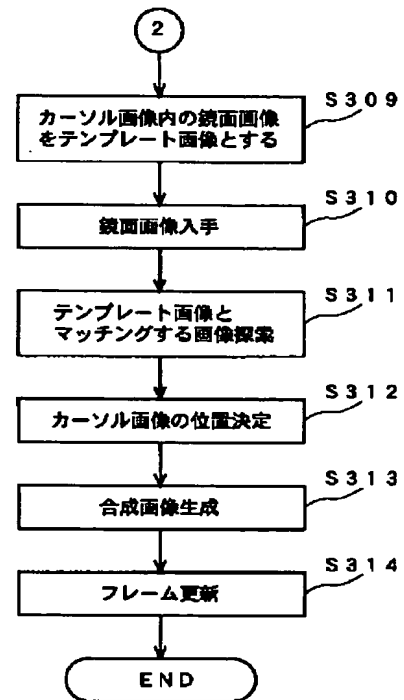 2
S309
カーソル画像内の鏡面画像
をテンプレート画像とする
S310
鏡面画像入手
S311
テンプレート画像と
マッチングする画像探索
S312
カーソル画像の位置決定
S313
合成画像生成
S314
フレーム更新
END